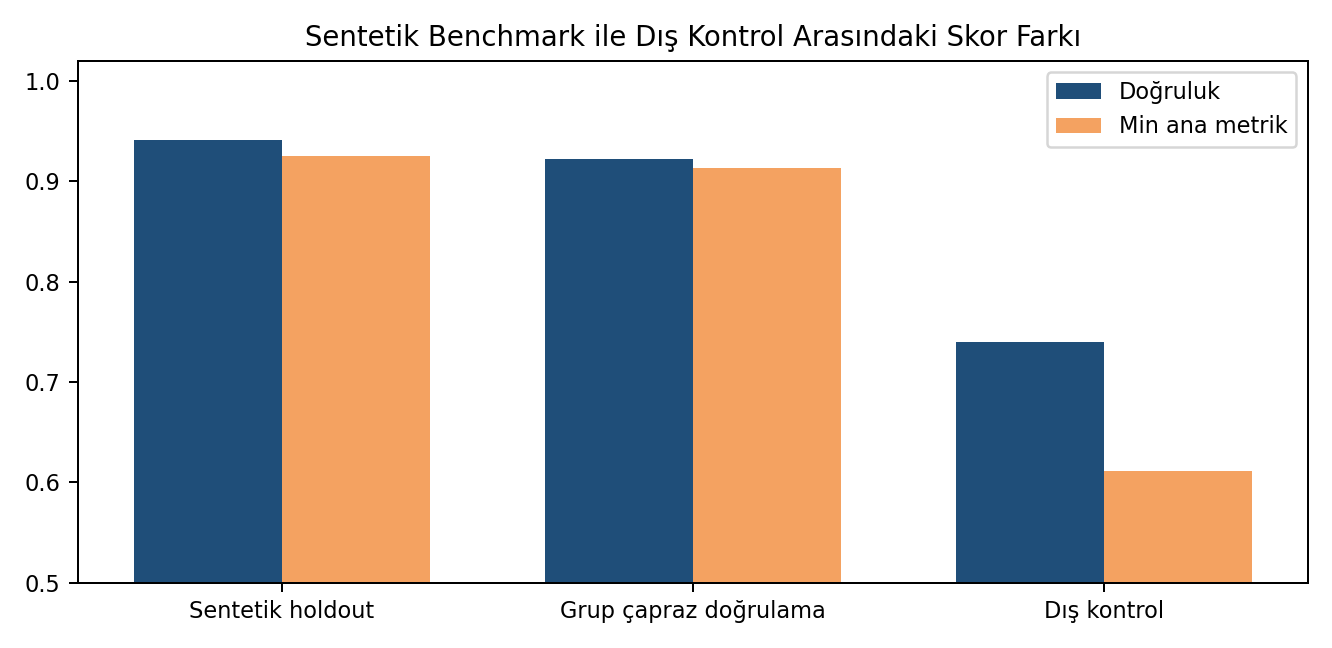 Sentetik Benchmark ile Dış Kontrol Arasındaki Skor Farkı
Doğruluk
Min ana metrik
1.0
0.9
0.8
0.7
0.6
0.5
Sentetik holdout
Grup çapraz doğrulama
Dış kontrol